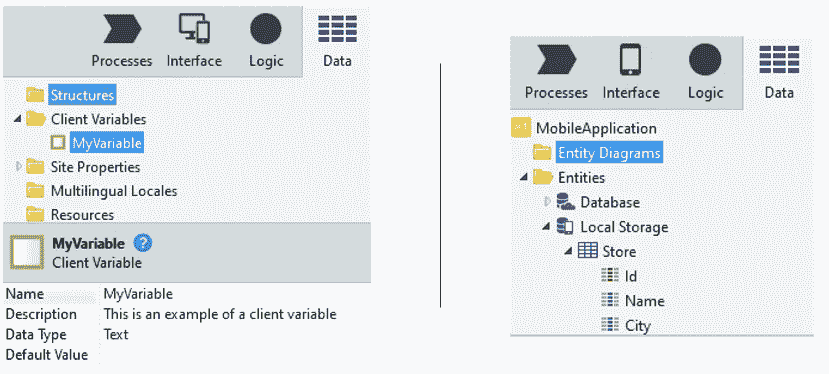 Processes Interface Logic Data
Structures
Client Variables
MyVariable
Site Properties
Multilingual Locales
Resources
MyVariable ?
Client Variable
Name MyVariable
Description This is an example of a client variable
Data Type Text
Default Value
Processes Interface Logic Data
MobileApplication
Entity Diagrams
Entities
Database
Local Storage
Store
Id
Name
City